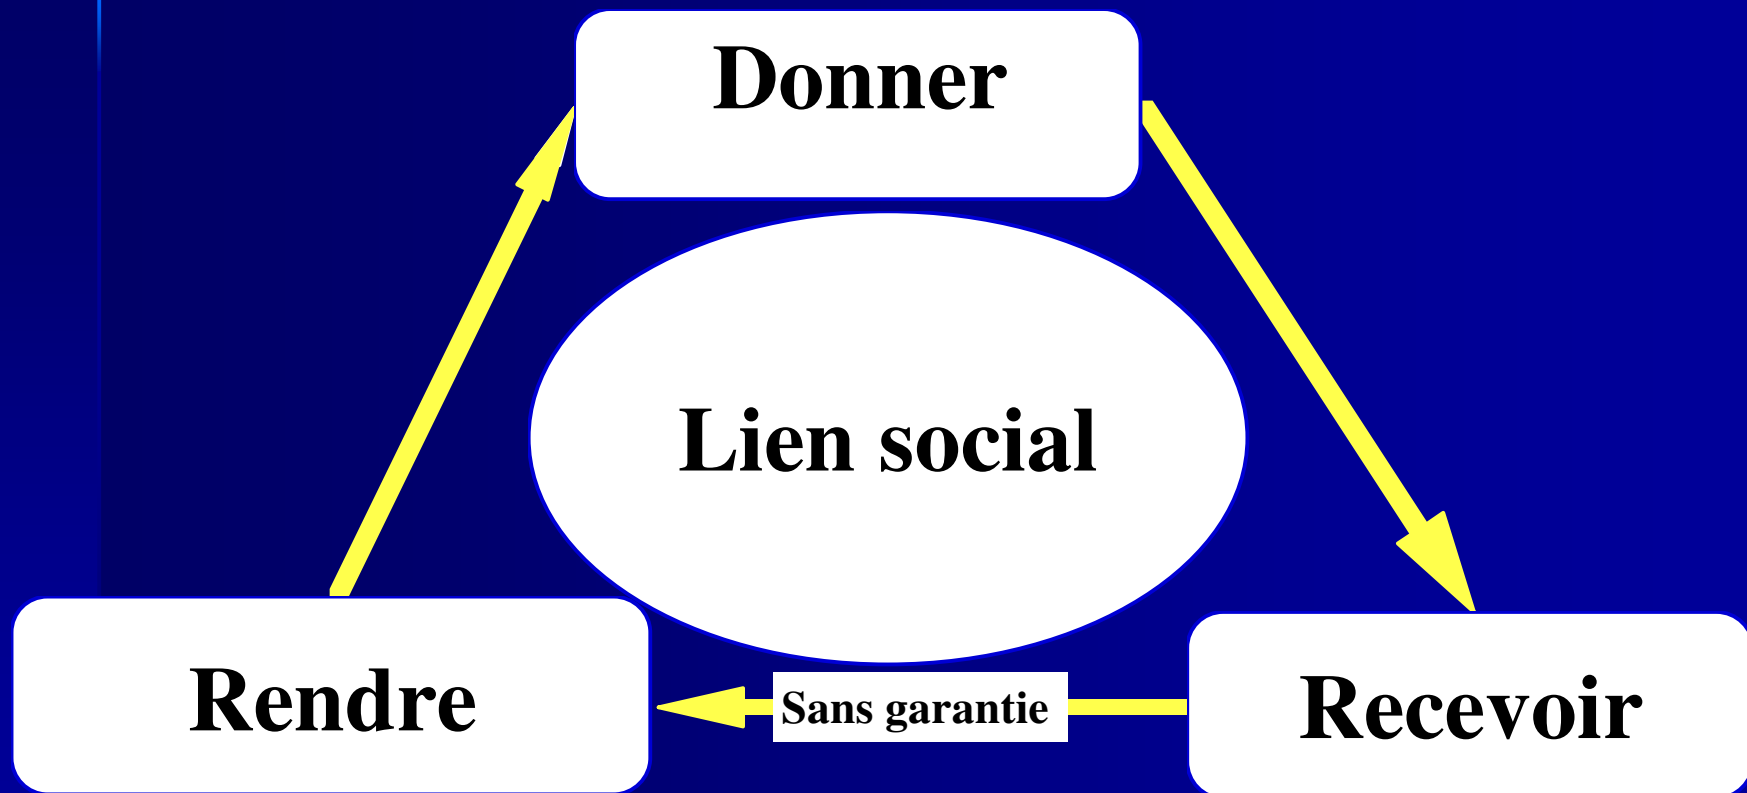 Donner
Lien social
Rendre
Sans garantie
Recevoir